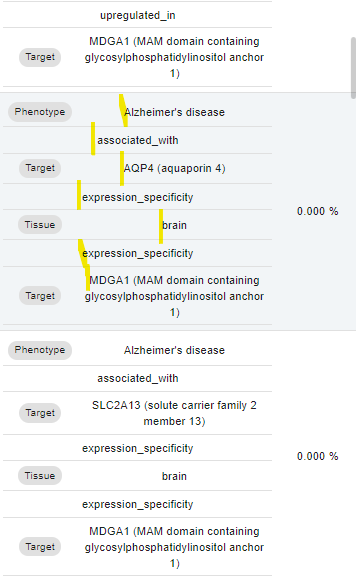 upregulated_in
Target
MDGA1 (MAM domain containing
glycosylphosphatidylinositol anchor
1)
Phenotype
Alzheimer's disease
associated_with
Target
AQP4 (aquaporin 4)
expression_specificity
0.000 %
Tissue
brain
expression_specificity
Target
MDGA1 (MAM domain containing
glycosylphosphatidylinositol anchor
1)
Phenotype
Alzheimer's disease
associated_with
Target
SLC2A13 (solute carrier family 2
member 13)
expression_specificity
0.000 %
Tissue
brain
expression_specificity
Target
MDGA1 (MAM domain containing
glycosylphosphatidylinositol anchor
1)